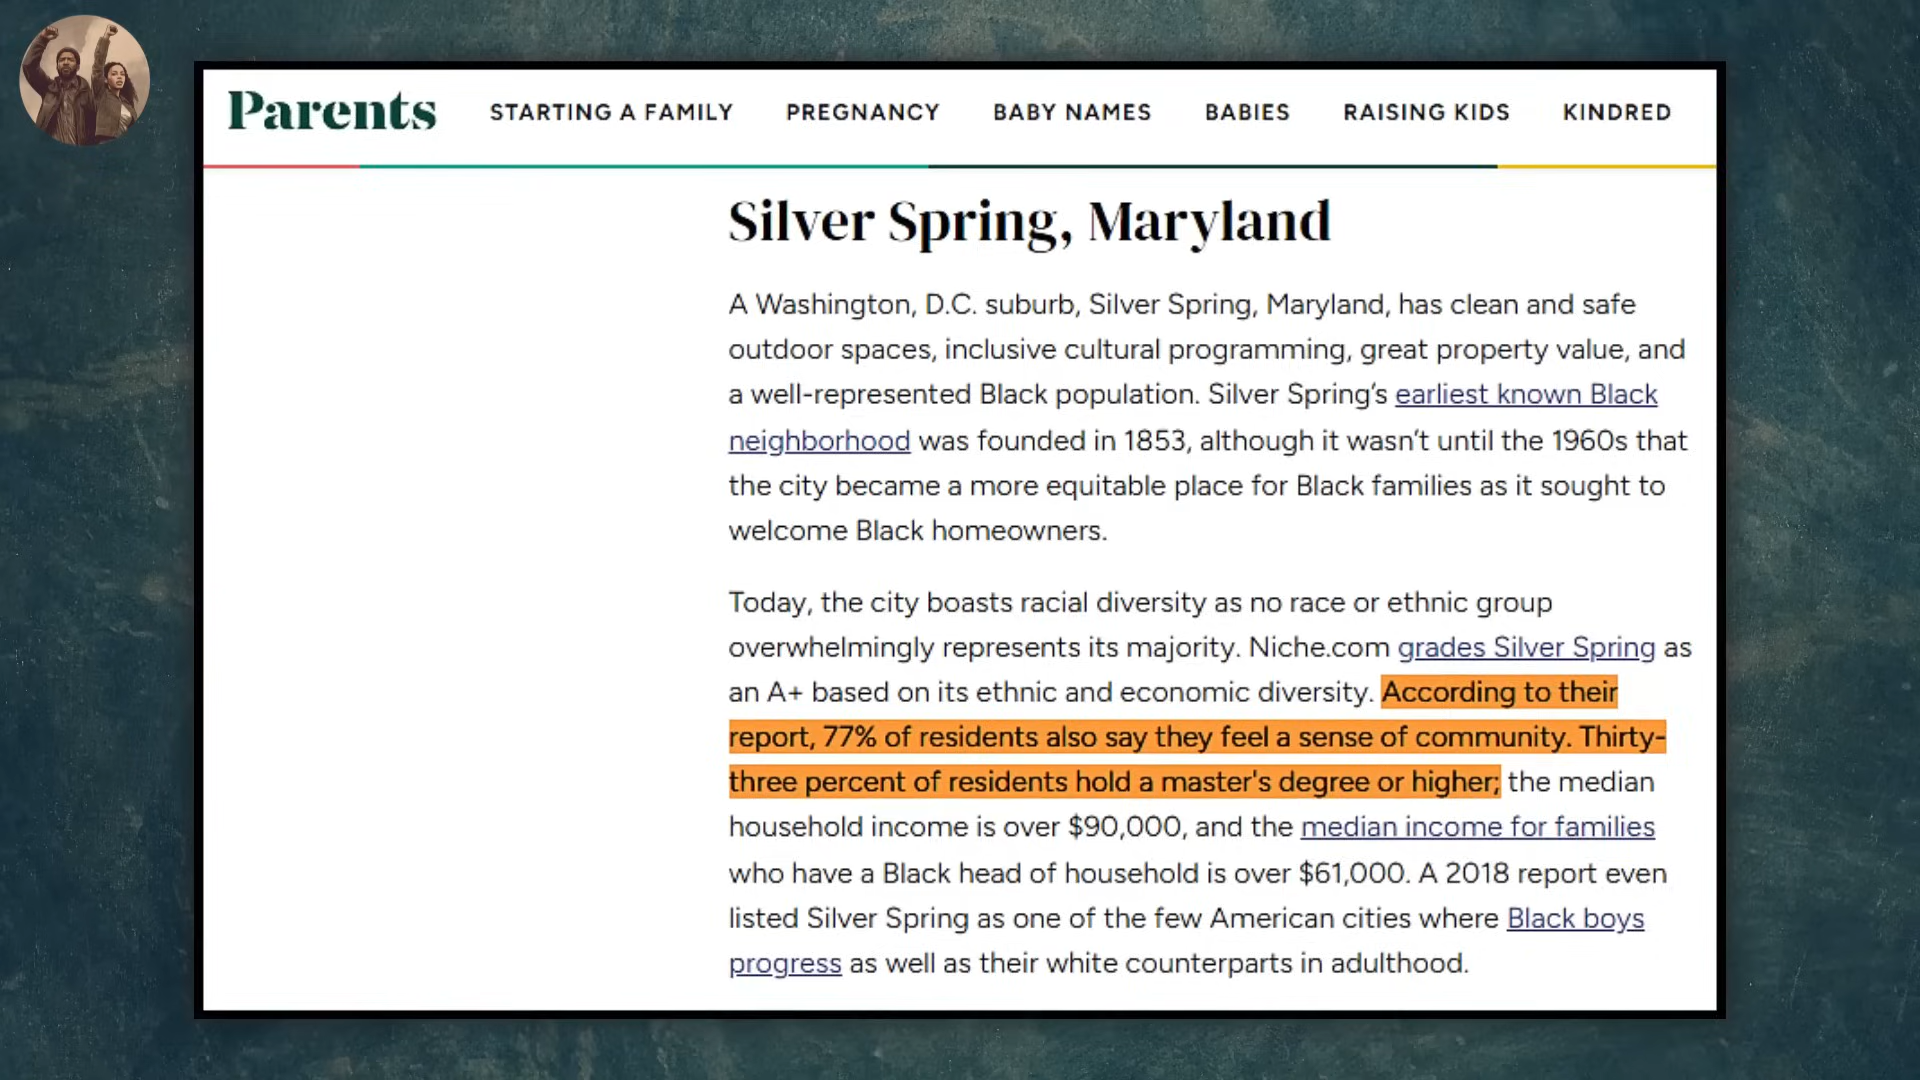 Parents
STARTING A FAMILY PREGNANCY BABY NAMES BABIES RAISING KIDS KINDRED
Silver Spring, Maryland
A Washington, D.C. suburb, Silver Spring, Maryland, has clean and safe
outdoor spaces, inclusive cultural programming, great property value, and
a well-represented Black population. Silver Spring’s earliest known Black
neighborhood was founded in 1853, although it wasn’t until the 1960s that
the city became a more equitable place for Black families as it sought to
welcome Black homeowners.
Today, the city boasts racial diversity as no race or ethnic group
overwhelmingly represents its majority. Niche.com grades Silver Spring as
an A+ based on its ethnic and economic diversity. According to their
report, 77% of residents also say they feel a sense of community. Thirty-
three percent of residents hold a master's degree or higher; the median
household income is over $90,000, and the median income for families
who have a Black head of household is over $61,000. A 2018 report even
listed Silver Spring as one of the few American cities where Black boys
progress as well as their white counterparts in adulthood.